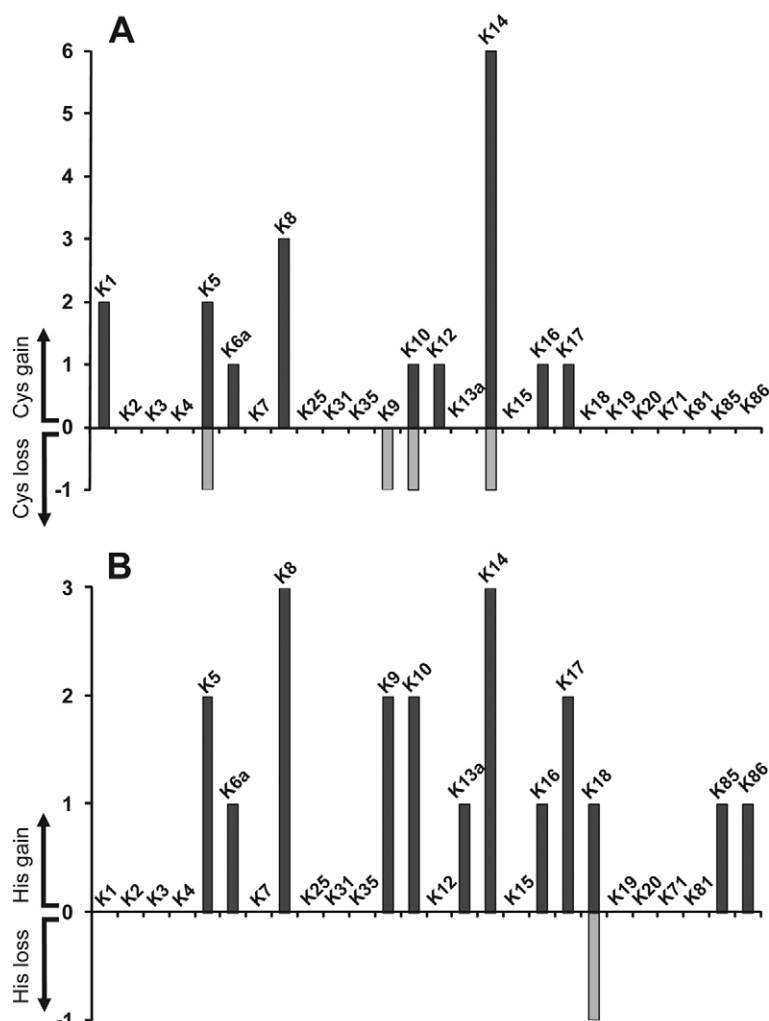 A
6
5
4
3
2
1
0
-1
Cys gain
Cys loss
K1
K2
K3
K4
K5
K6a
K7
K8
K25
K31
K35
K9
K10
K12
K13a
K14
K15
K16
K17
K18
K19
K20
K71
K81
K85
K86
B
3
2
1
0
-1
His gain
His loss
K1
K2
K3
K4
K5
K6a
K7
K8
K25
K31
K35
K9
K10
K12
K13a
K14
K15
K16
K17
K18
K19
K20
K71
K81
K85
K86